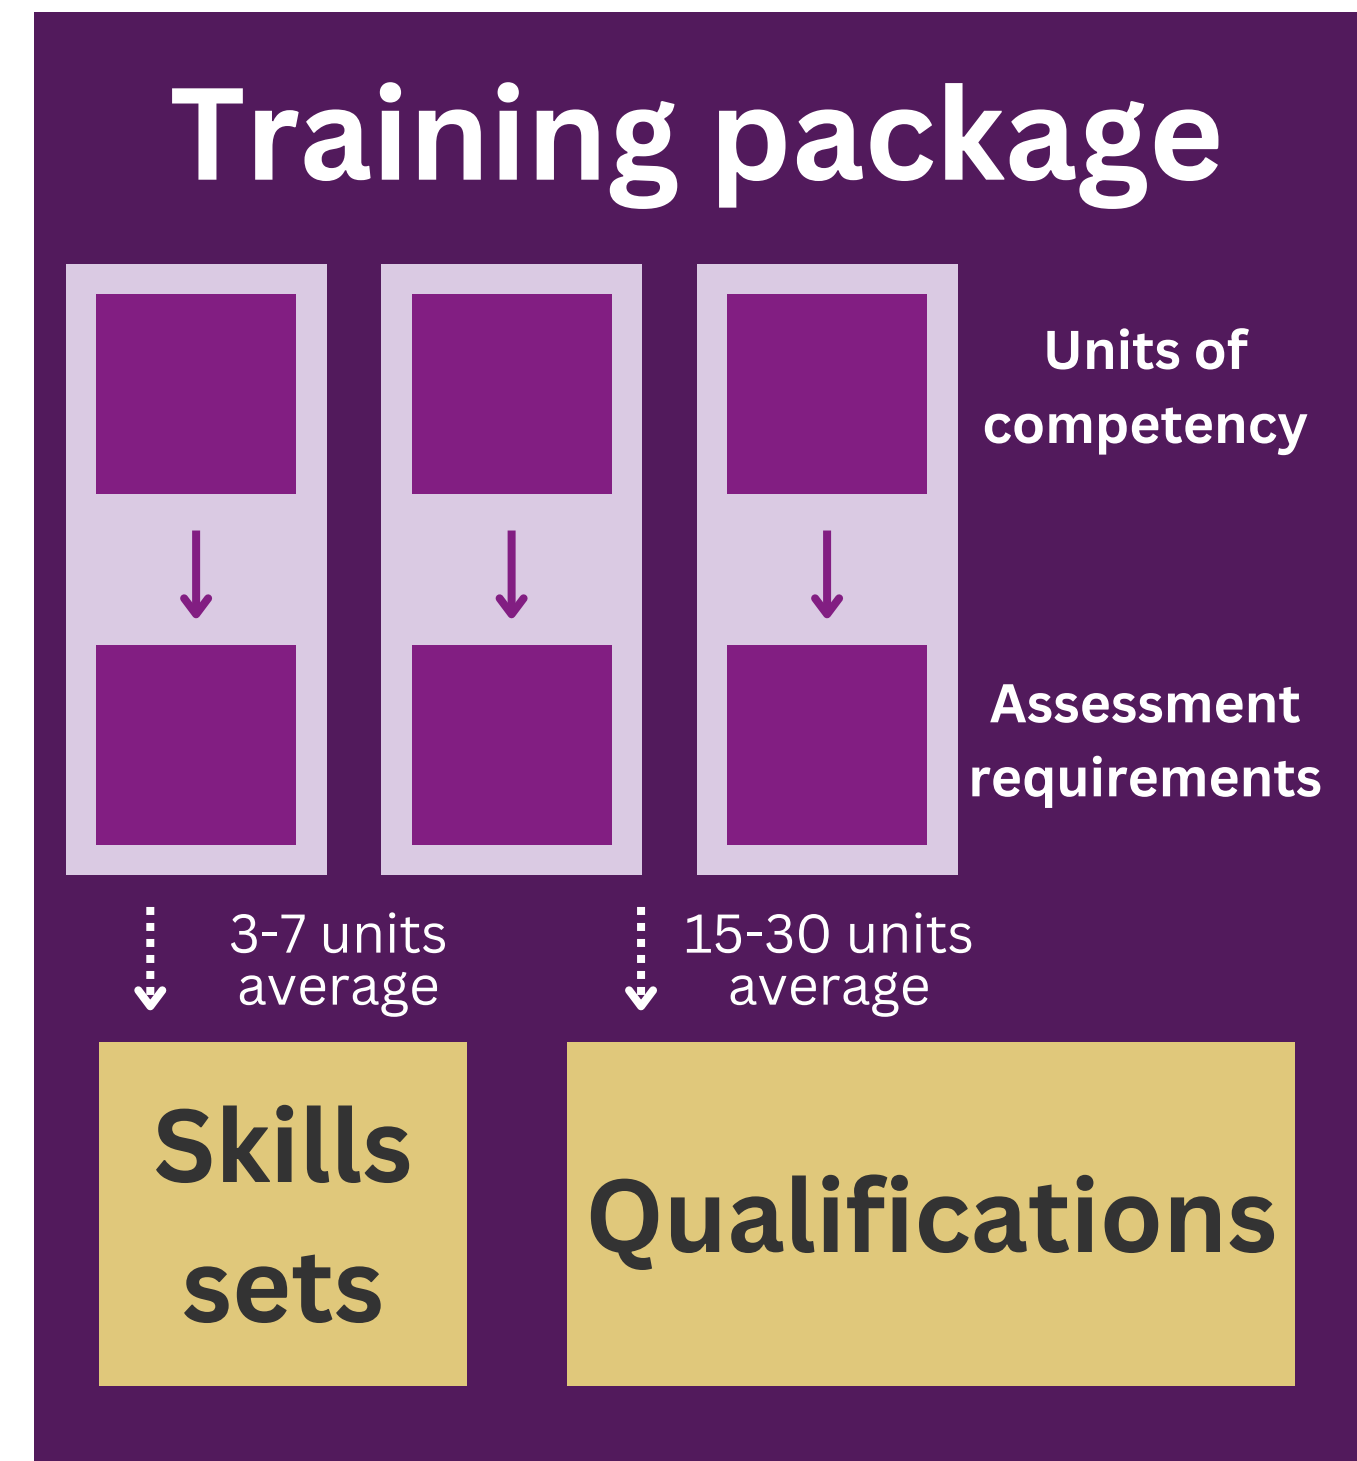 Training package
Units of
competency
Assessment
requirements
3-7 units
average
15-30 units
average
Skills
sets
Qualifications